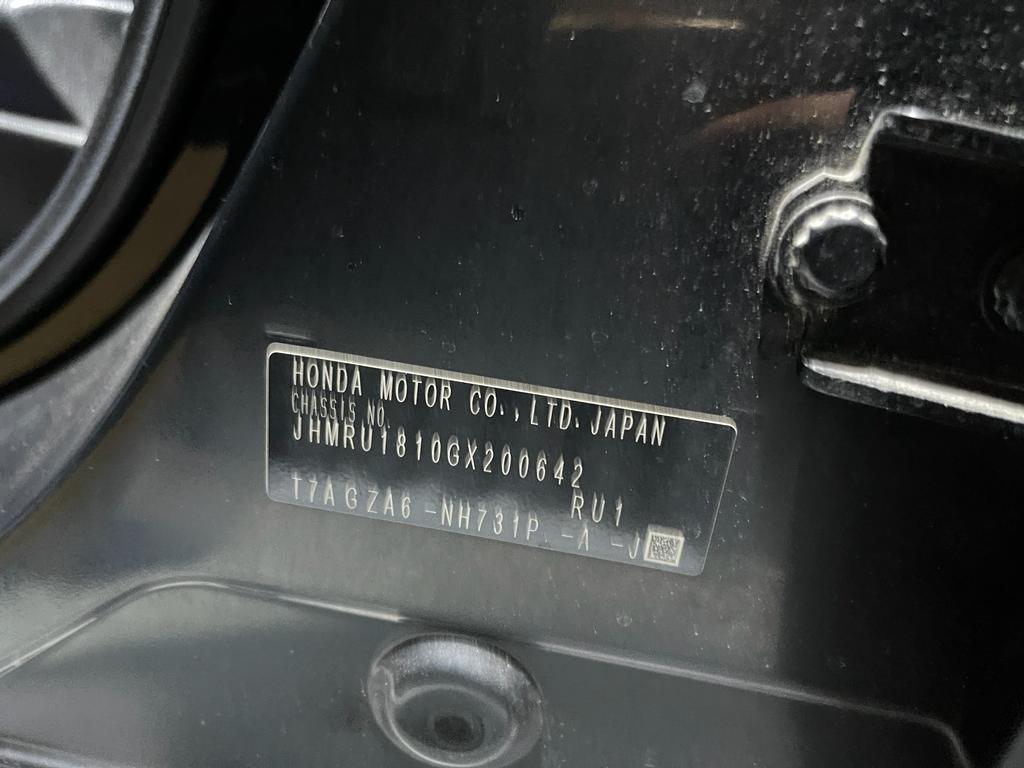 HONDA MOTOR CO.,LTD.JAPAN
CHASSIS NO.
JHMRU1810GX200642
RU1
T7AGZA6-NH731P.-A -J